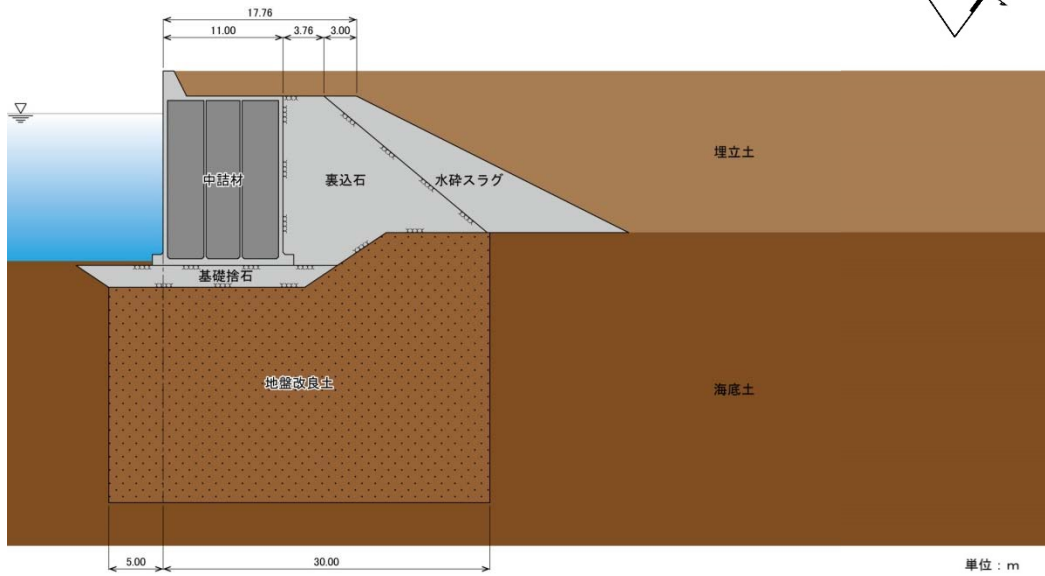 17.76
11.00
3.76
3.00
埋立土
中詰材
裏込石
水砕スラグ
基礎捨石
地盤改良土
海底土
5.00
30.00
単位：m